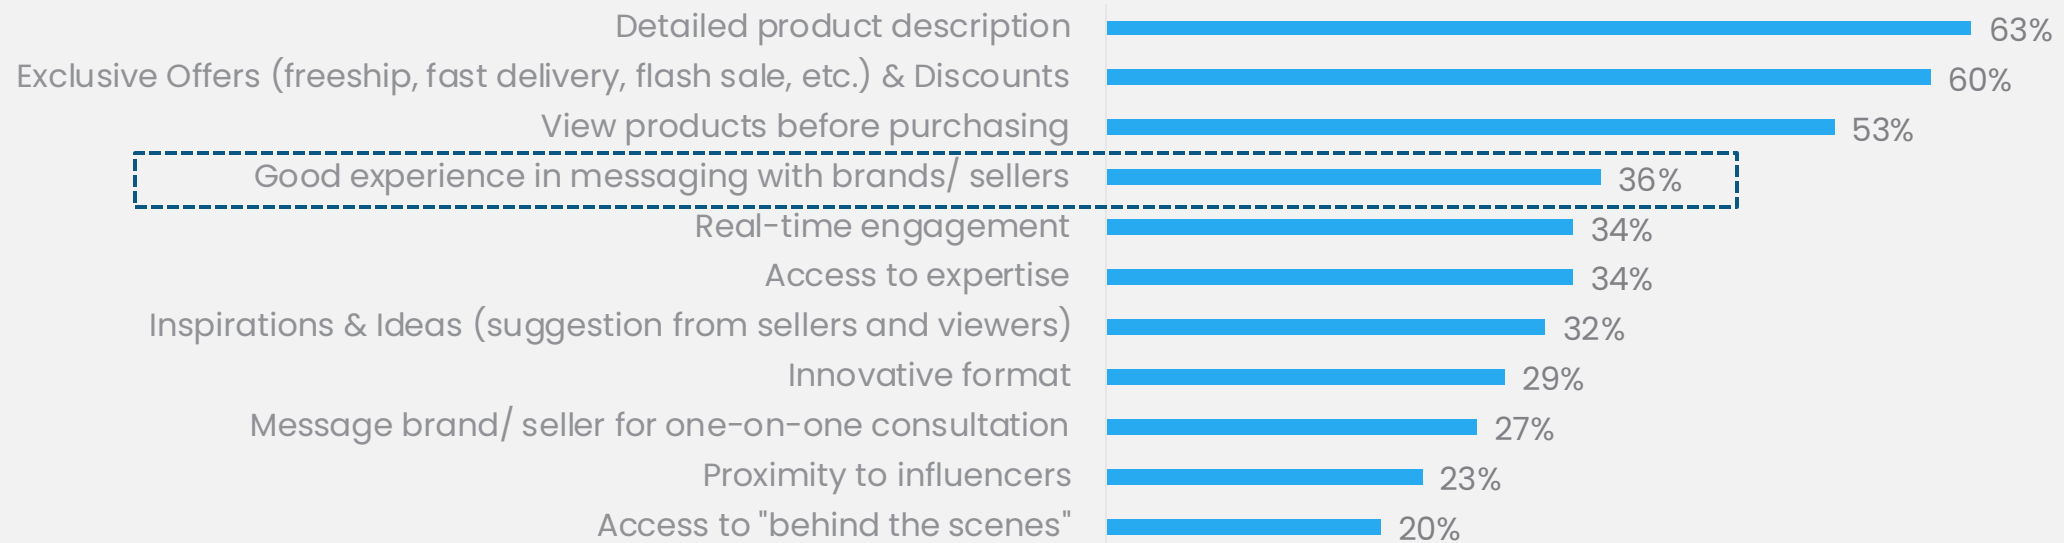 Detailed product description 63%
Exclusive Offers (freeship, fast delivery, flash sale, etc.) & Discounts 60%
View products before purchasing 53%
Good experience in messaging with brands/ sellers 36%
Real-time engagement 34%
Access to expertise 34%
Inspirations & Ideas (suggestion from sellers and viewers) 32%
Innovative format 29%
Message brand/ seller for one-on-one consultation 27%
Proximity to influencers 23%
Access to "behind the scenes" 20%